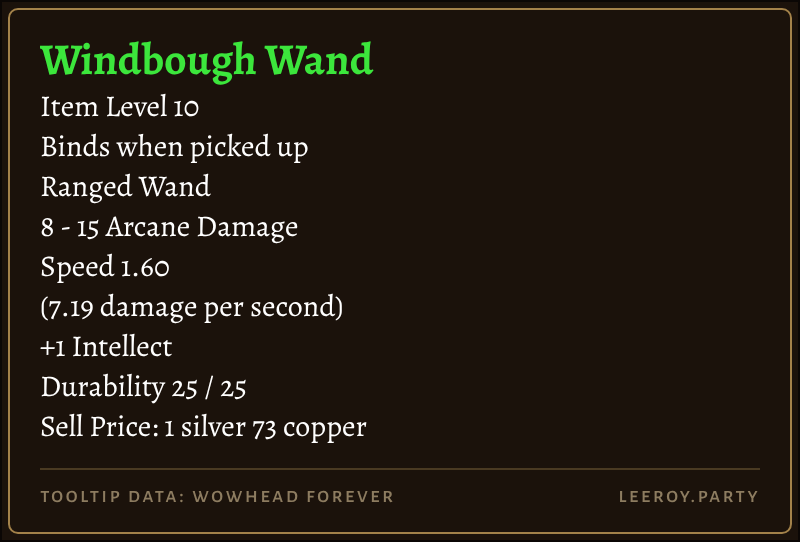 Windbough Wand
Item Level 10
Binds when picked up
Ranged Wand
8 - 15 Arcane Damage
Speed 1.60
(7.19 damage per second)
+1 Intellect
Durability 25 / 25
Sell Price: 1 silver 73 copper
TOOLTIP DATA: WOWHEAD FOREVER
LEEROY.PARTY